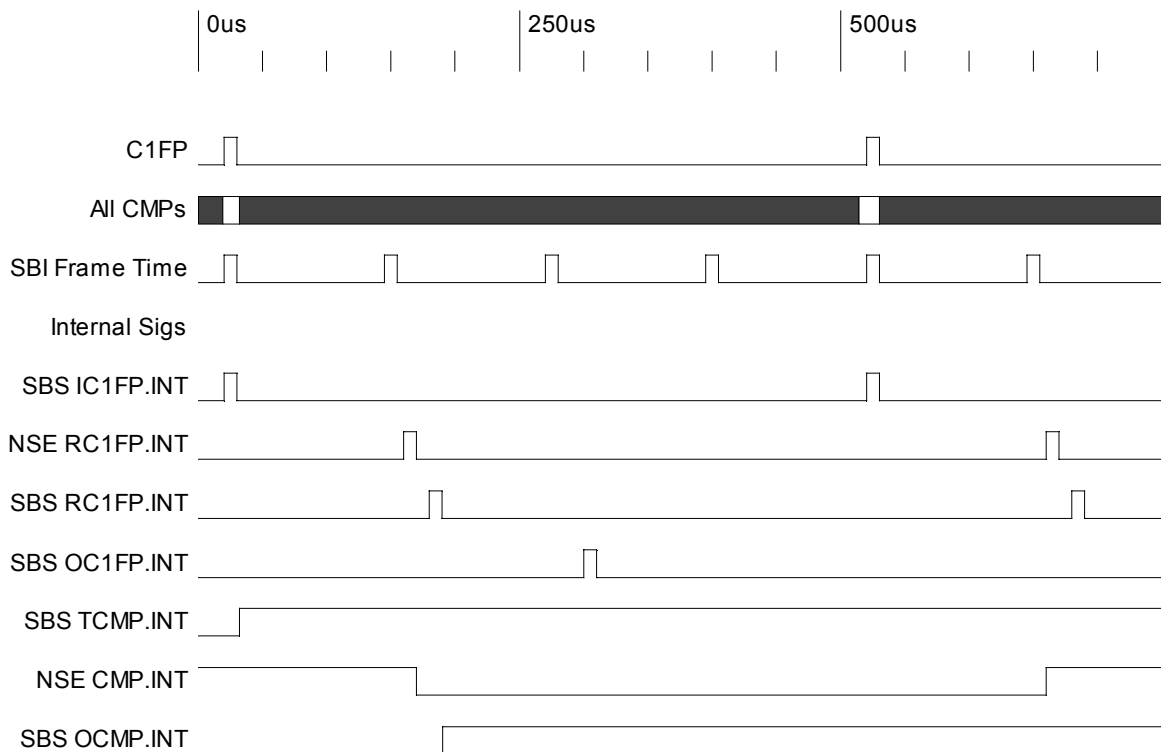 0us 250us 500us
C1FP
All CMPs
SBI Frame Time
Internal Sigs
SBS IC1FP.INT
NSE RC1FP.INT
SBS RC1FP.INT
SBS OC1FP.INT
SBS TCMP.INT
NSE CMP.INT
SBS OCMP.INT